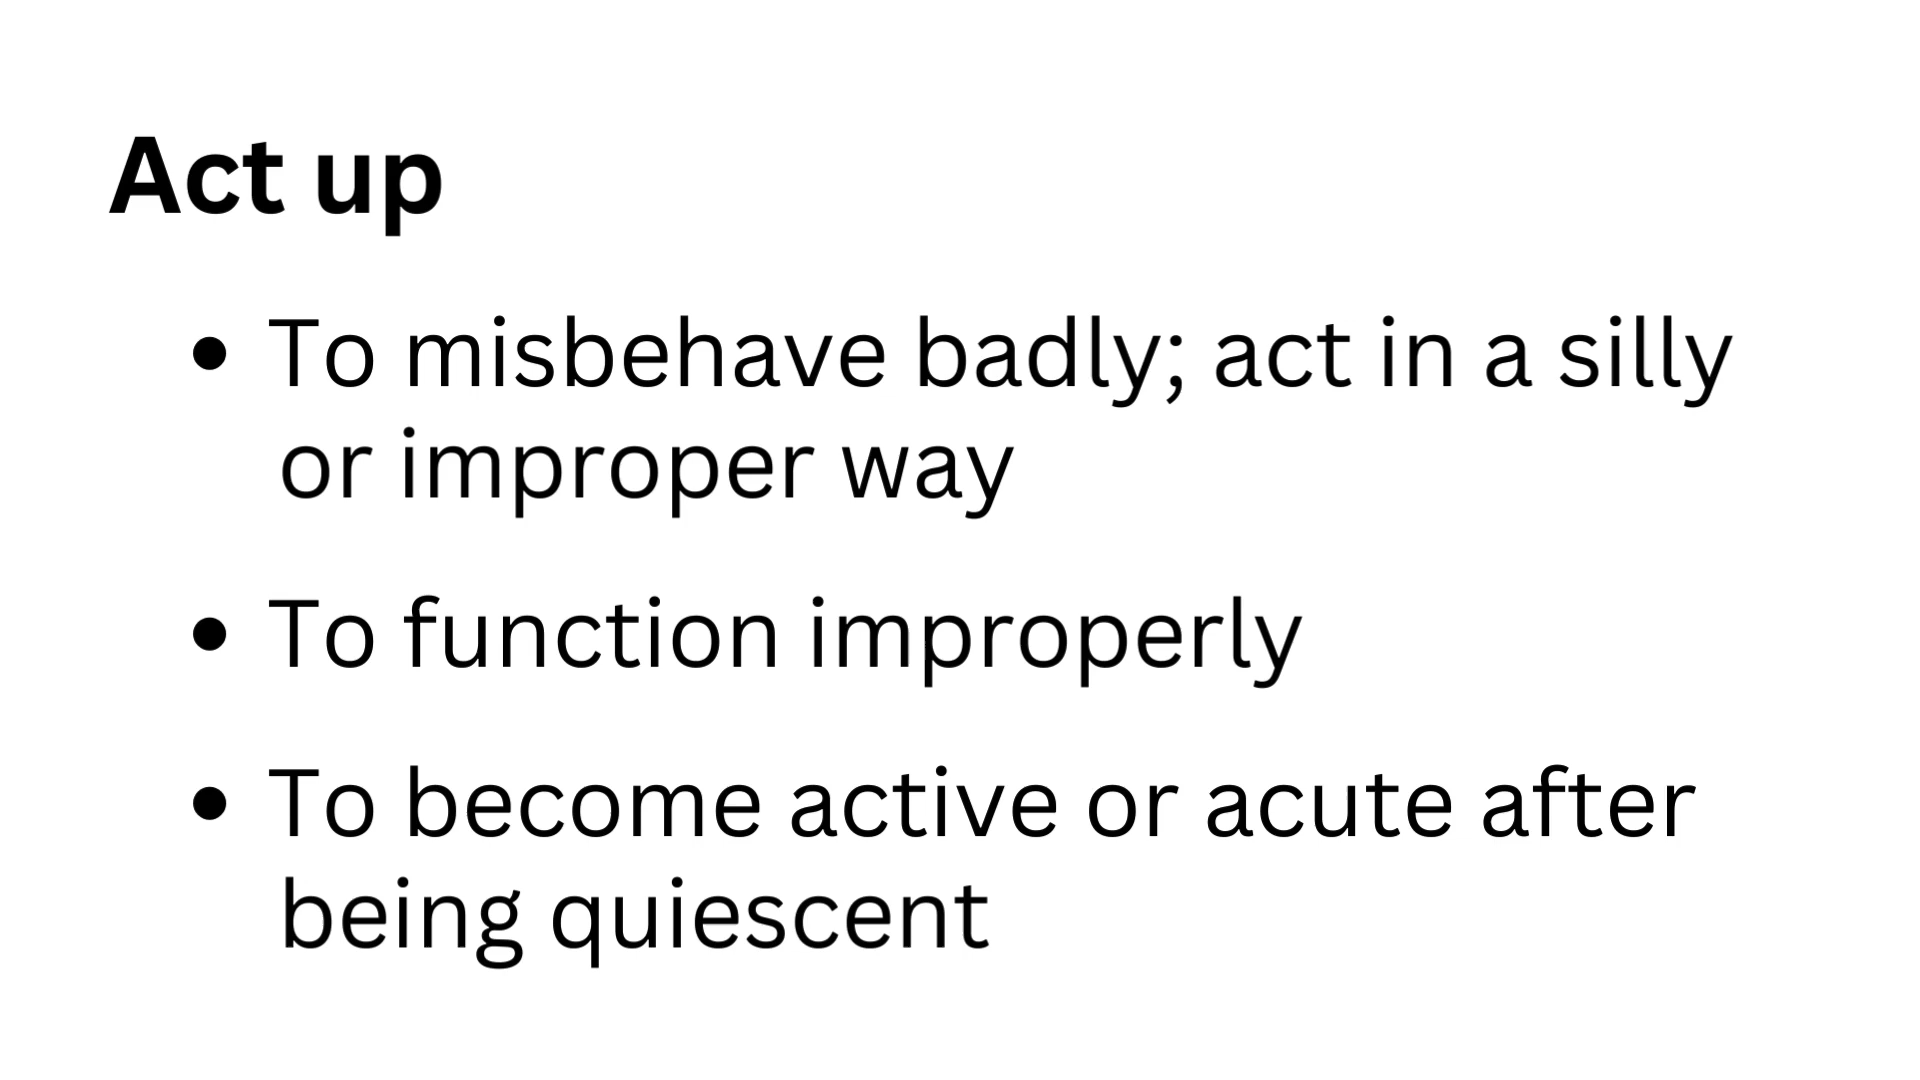 Act up
• To misbehave badly; act in a silly
or improper way
• To function improperly
• To become active or acute after
being quiescent